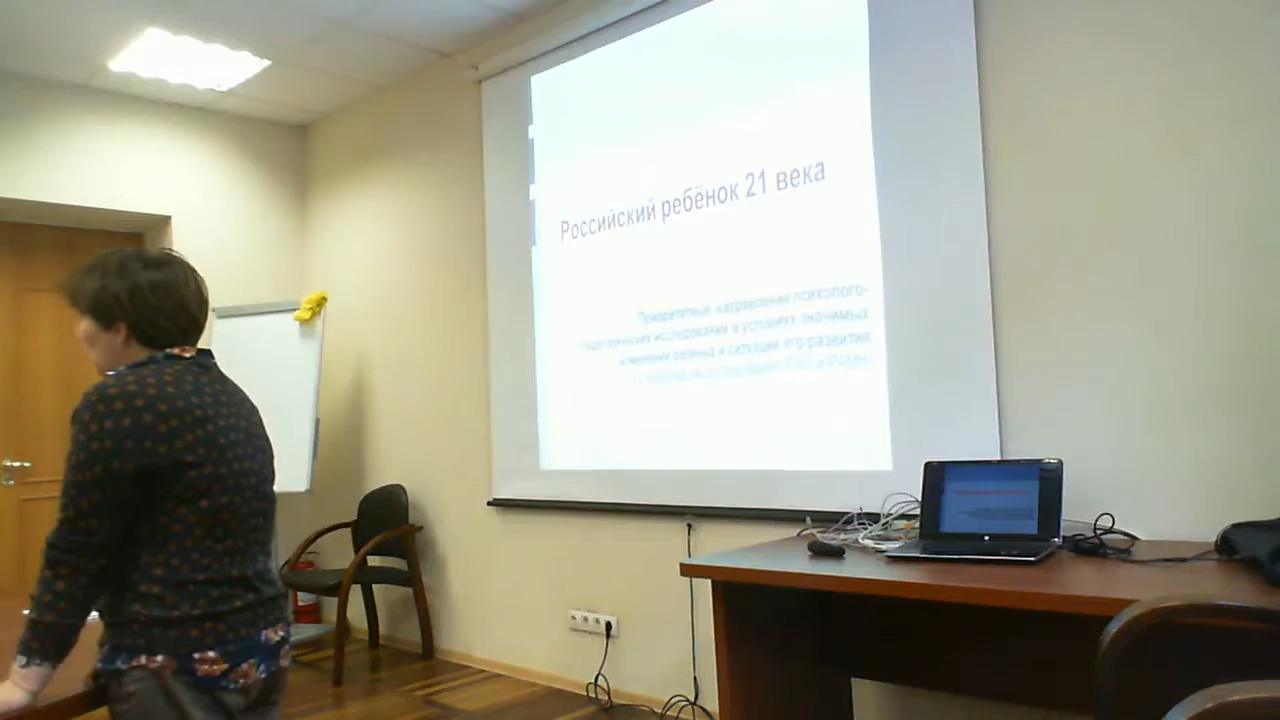 Российский ребёнок 21 века
Приоритетные направления психолого-
педагогических исследований в условиях значимых
изменений ребенка и ситуации его развития